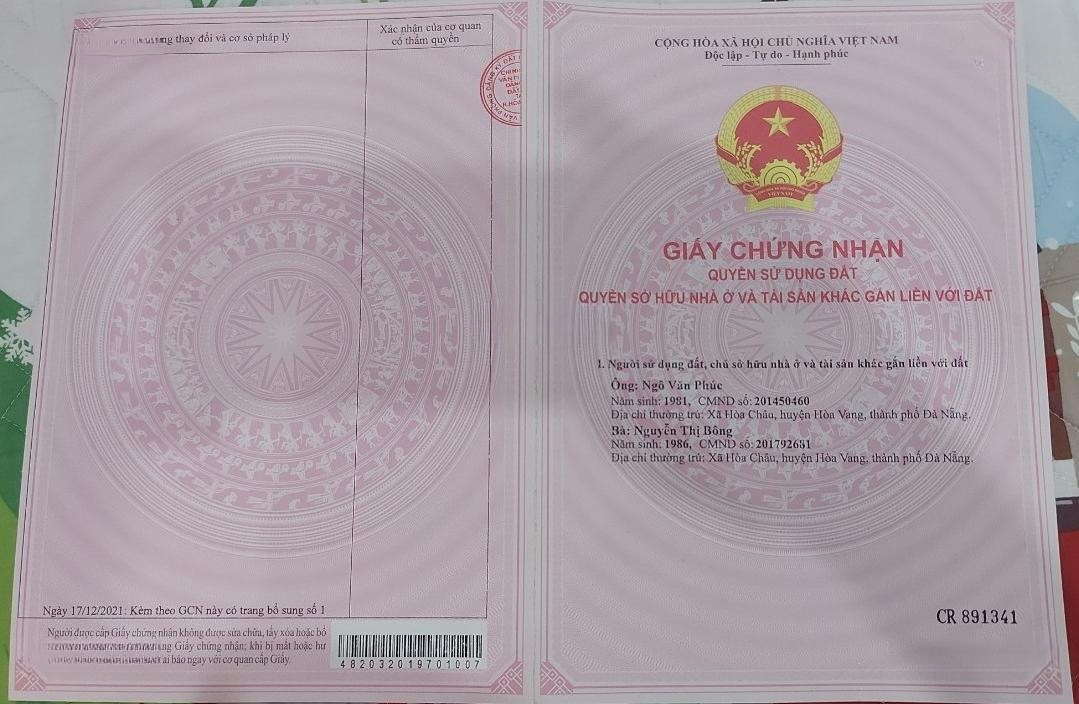 thay đổi và cơ sở pháp lý
Xác nhận của cơ quan
có thẩm quyền
Ngày 17/12/2021: Kèm theo GCN này có trang bổ sung số 1
Người được cấp Giấy chứng nhận không được sửa chữa, tẩy xóa hoặc bổ
Giấy chứng nhận; khi bị mất hoặc hư
báo ngay với cơ quan cấp Giấy.
482032019701007
CỘNG HÒA XÃ HỘI CHỦ NGHĨA VIỆT NAM
Độc lập - Tự do - Hạnh phúc
VIỆT NAM
GIẤY CHỨNG NHẬN
QUYỀN SỬ DỤNG ĐẤT
QUYỀN SỞ HỮU NHÀ Ở VÀ TÀI SẢN KHÁC GẮN LIỀN VỚI ĐẤT
I. Người sử dụng đất, chủ sở hữu nhà ở và tài sản khác gắn liền với đất
Ông: Ngô Văn Phúc
Năm sinh: 1981, CMND số: 201450460
Địa chỉ thường trú: Xã Hòa Châu, huyện Hòa Vang, thành phố Đà Nẵng.
Bà: Nguyễn Thị Bông
Năm sinh: 1986, CMND số: 201792681
Địa chỉ thường trú: Xã Hòa Châu, huyện Hòa Vang, thành phố Đà Nẵng.
CR 891341